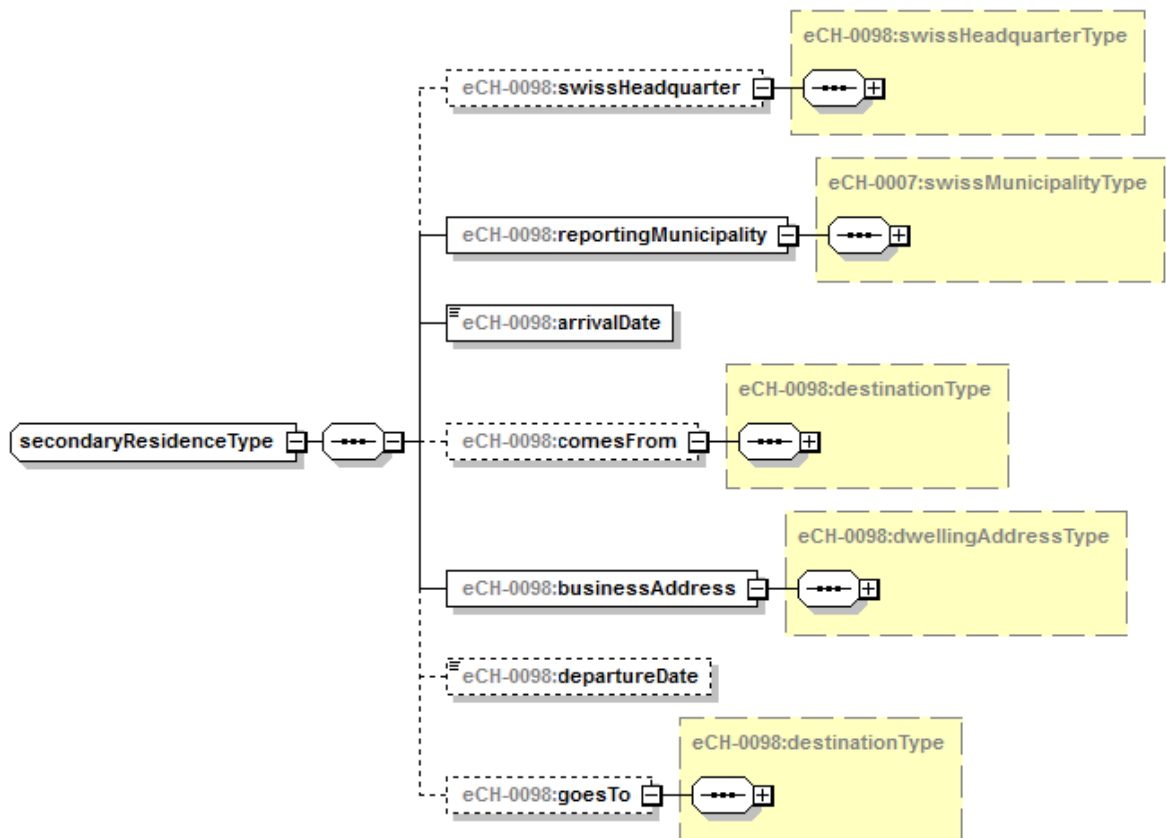 eCH-0098:swissHeadquarterType
eCH-0098:swissHeadquarter
eCH-0007:swissMunicipalityType
eCH-0098:reportingMunicipality
eCH-0098:arrivalDate
eCH-0098:destinationType
secondaryResidenceType
eCH-0098:comesFrom
eCH-0098:dwellingAddressType
eCH-0098:businessAddress
eCH-0098:departureDate
eCH-0098:destinationType
eCH-0098:goesTo